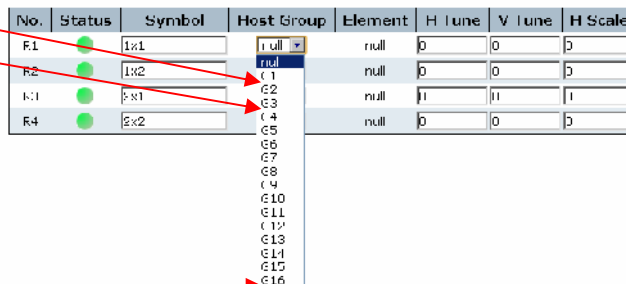 No. Status Symbol Host Group Element H Tune V Tune H Scale
R1 1x1 null null 0 0 0
null
R2 1x2 null 0 0 0
G1
G2
R3 2x1 null 0 0 0
G3
R4 2x2 G4 null 0 0 0
G5
G6
G7
G8
G9
G10
G11
G12
G13
G14
G15
G16